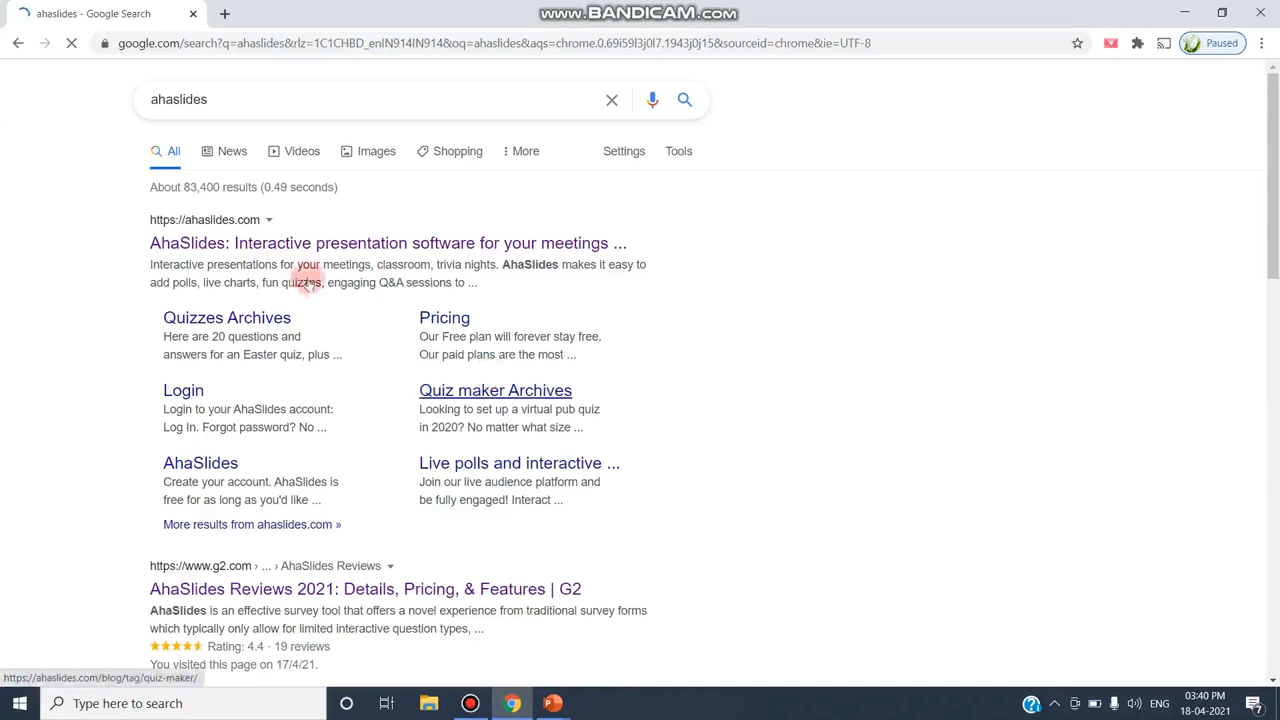 ahaslides - Google Search
www.BANDICAM.com
google.com/search?q=ahaslides&rlz=1C1CHBD_enIN914IN914&oq=ahaslides&aqs=chrome.0.69i59l3j0l7.1943j0j15&sourceid=chrome&ie=UTF-8
Paused
ahaslides
All News Videos Images Shopping More Settings Tools
About 83,400 results (0.49 seconds)
https://ahaslides.com
AhaSlides: Interactive presentation software for your meetings ...
Interactive presentations for your meetings, classroom, trivia nights. AhaSlides makes it easy to
add polls, live charts, fun quizzes, engaging Q&A sessions to ...
Quizzes Archives
Here are 20 questions and
answers for an Easter quiz, plus ...
Pricing
Our Free plan will forever stay free.
Our paid plans are the most ...
Login
Login to your AhaSlides account:
Log In. Forgot password? No ...
Quiz maker Archives
Looking to set up a virtual pub quiz
in 2020? No matter what size ...
AhaSlides
Create your account. AhaSlides is
free for as long as you'd like ...
Live polls and interactive ...
Join our live audience platform and
be fully engaged! Interact ...
More results from ahaslides.com »
https://www.g2.com › ... › AhaSlides Reviews
AhaSlides Reviews 2021: Details, Pricing, & Features | G2
AhaSlides is an effective survey tool that offers a novel experience from traditional survey forms
which typically only allow for limited interactive question types, ...
Rating: 4.4 · 19 reviews
You visited this page on 17/4/21.
https://ahaslides.com/blog/tag/quiz-maker/
Type here to search
ENG
03:40 PM
18-04-2021
7